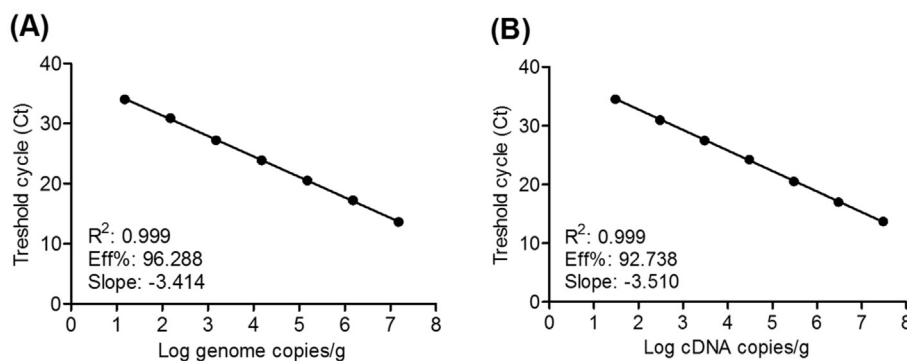 (A)
Treshold cycle (Ct)
40
30
20
10
0
R²: 0.999
Eff%: 96.288
Slope: -3.414
0 1 2 3 4 5 6 7 8
Log genome copies/g
(B)
Treshold cycle (Ct)
40
30
20
10
0
R²: 0.999
Eff%: 92.738
Slope: -3.510
0 1 2 3 4 5 6 7 8
Log cDNA copies/g